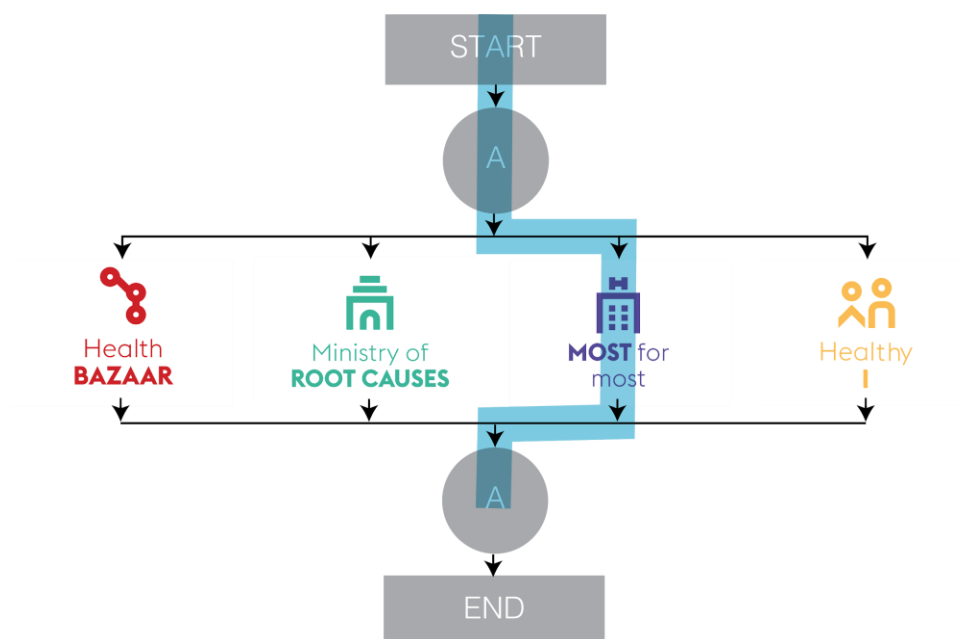 START
A
Health
BAZAAR
Ministry of
ROOT CAUSES
MOST for
most
Healthy
I
A
END